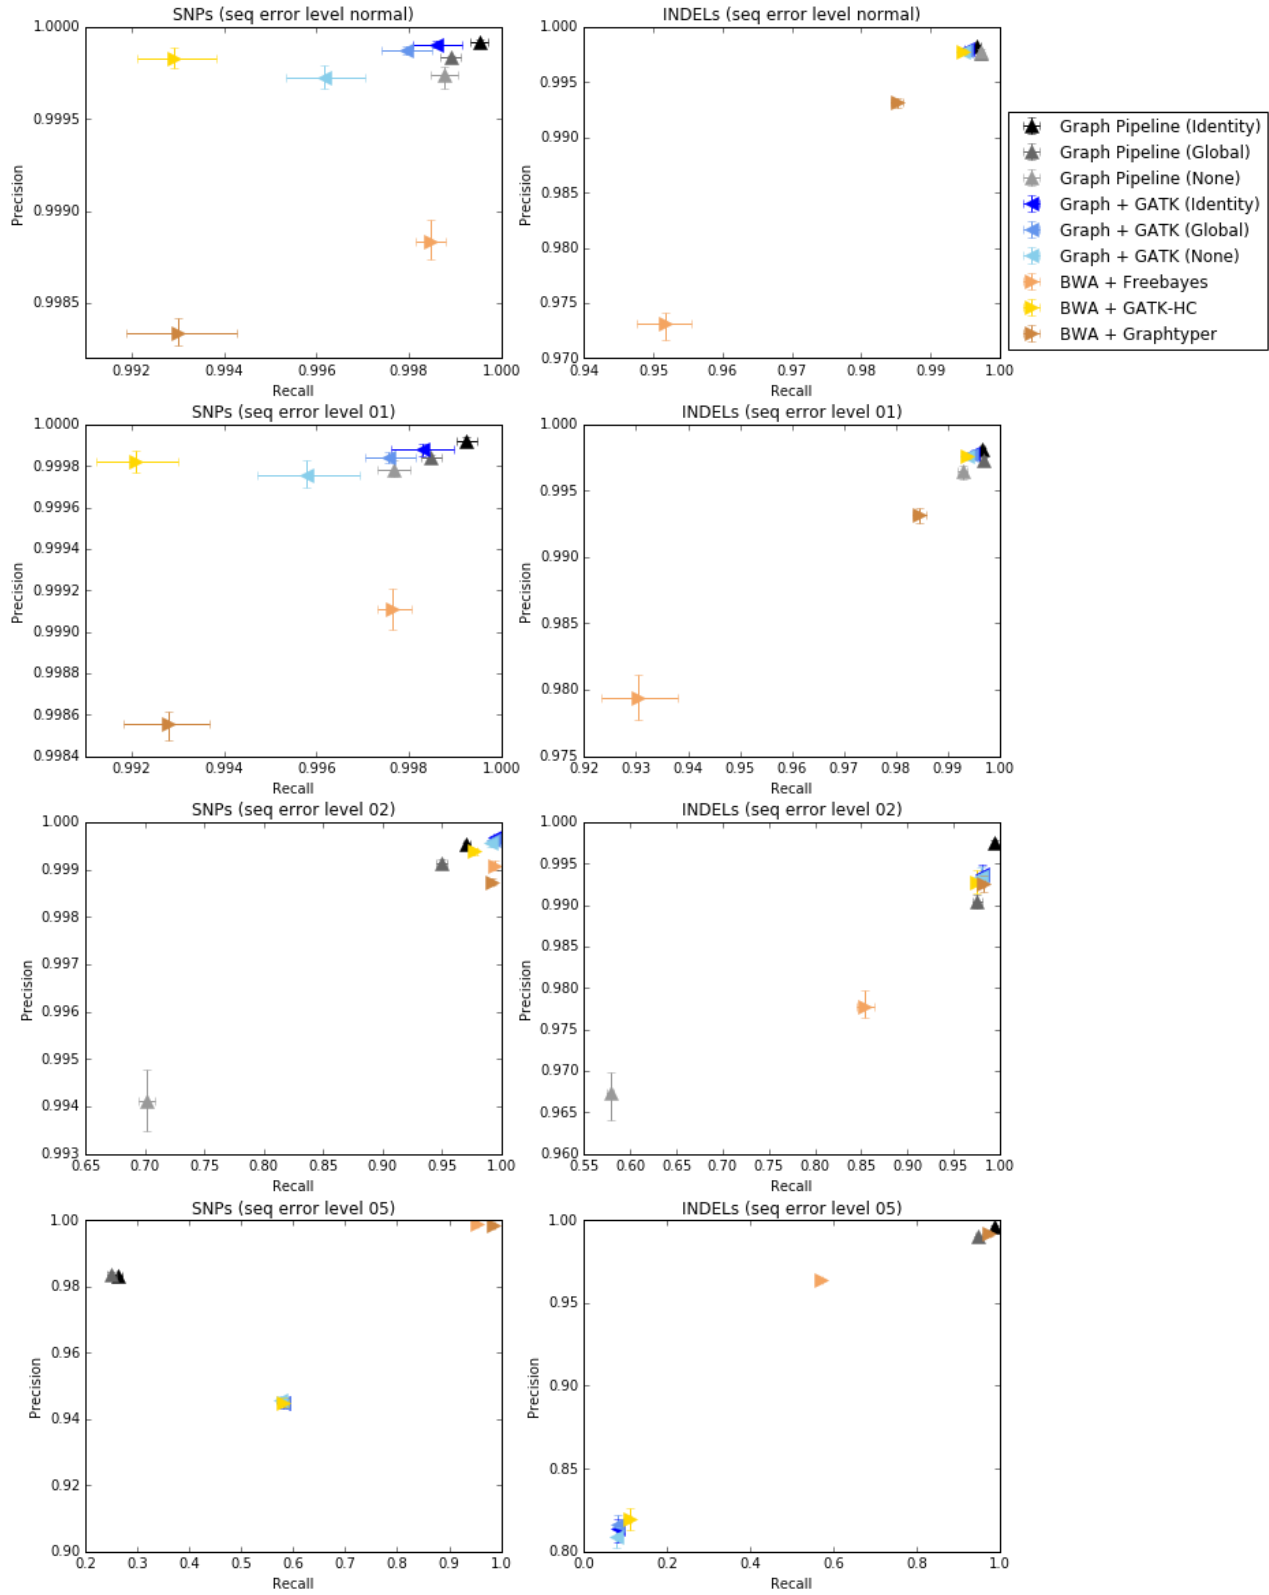 SNPs (seq error level normal)
1.0000
0.9995
0.9990
0.9985
Precision
0.992 0.994 0.996 0.998 1.000
Recall
INDELs (seq error level normal)
1.000
0.995
0.990
0.985
0.980
0.975
0.970
Precision
0.94 0.95 0.96 0.97 0.98 0.99 1.00
Recall
Graph Pipeline (Identity)
Graph Pipeline (Global)
Graph Pipeline (None)
Graph + GATK (Identity)
Graph + GATK (Global)
Graph + GATK (None)
BWA + Freebayes
BWA + GATK-HC
BWA + Graphtyper
SNPs (seq error level 01)
1.0000
0.9998
0.9996
0.9994
0.9992
0.9990
0.9988
0.9986
0.9984
Precision
0.992 0.994 0.996 0.998 1.000
Recall
INDELs (seq error level 01)
1.000
0.995
0.990
0.985
0.980
0.975
Precision
0.92 0.93 0.94 0.95 0.96 0.97 0.98 0.99 1.00
Recall
SNPs (seq error level 02)
1.000
0.999
0.998
0.997
0.996
0.995
0.994
0.993
Precision
0.65 0.70 0.75 0.80 0.85 0.90 0.95 1.00
Recall
INDELs (seq error level 02)
1.000
0.995
0.990
0.985
0.980
0.975
0.970
0.965
0.960
Precision
0.55 0.60 0.65 0.70 0.75 0.80 0.85 0.90 0.95 1.00
Recall
SNPs (seq error level 05)
1.00
0.98
0.96
0.94
0.92
0.90
Precision
0.2 0.3 0.4 0.5 0.6 0.7 0.8 0.9 1.0
Recall
INDELs (seq error level 05)
1.00
0.95
0.90
0.85
0.80
Precision
0.0 0.2 0.4 0.6 0.8 1.0
Recall